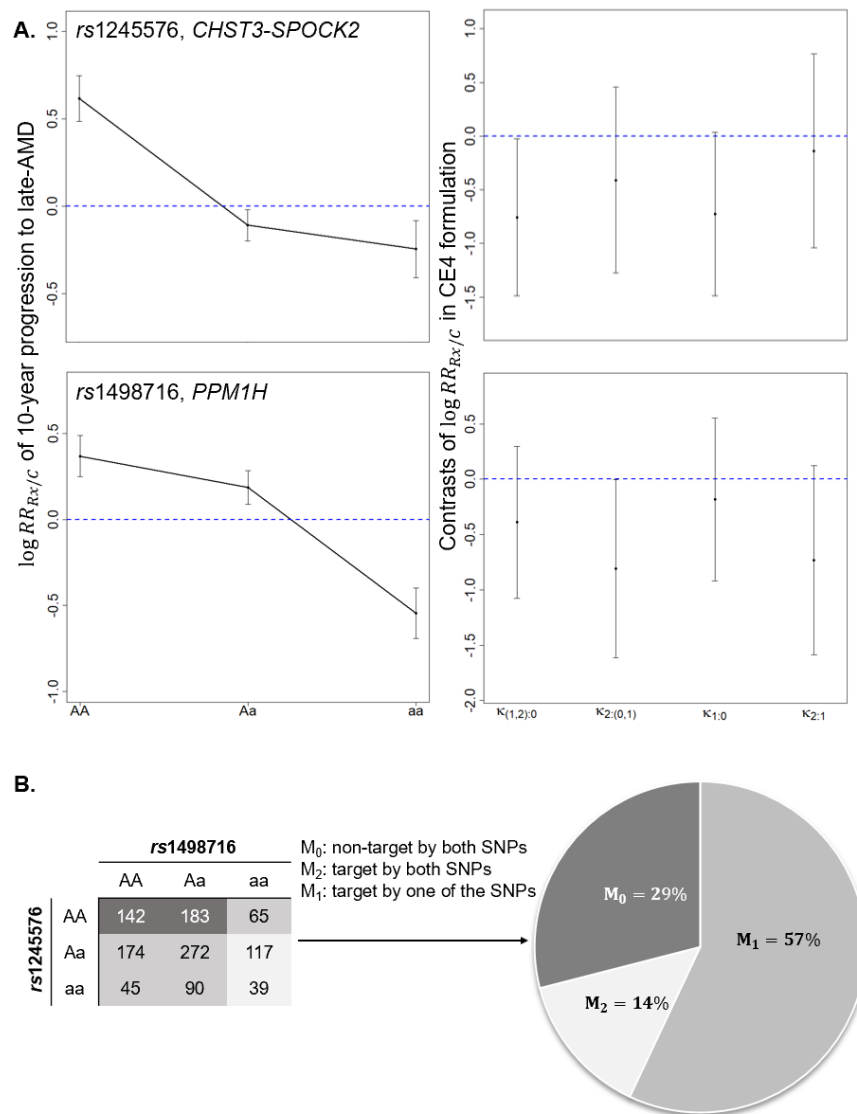 A.
rs1245576, CHST3-SPOCK2
log RR_{Rx/C} of 10-year progression to late-AMD
1.0
0.5
0.0
-0.5
1.0
0.5
0.0
-0.5
-1.0
-1.5
Contrasts of log RR_{Rx/C} in CE4 formulation
rs1498716, PPM1H
0.5
0.0
-0.5
-1.0
AA Aa aa
0.5
0.0
-0.5
-1.0
-1.5
-2.0
κ(1,2):0 κ2:(0,1) κ1:0 κ2:1
B.
rs1498716
AA Aa aa
rs1245576
AA 142 183 65
Aa 174 272 117
aa 45 90 39
M₀: non-target by both SNPs
M₂: target by both SNPs
M₁: target by one of the SNPs
M₀ = 29%
M₁ = 57%
M₂ = 14%